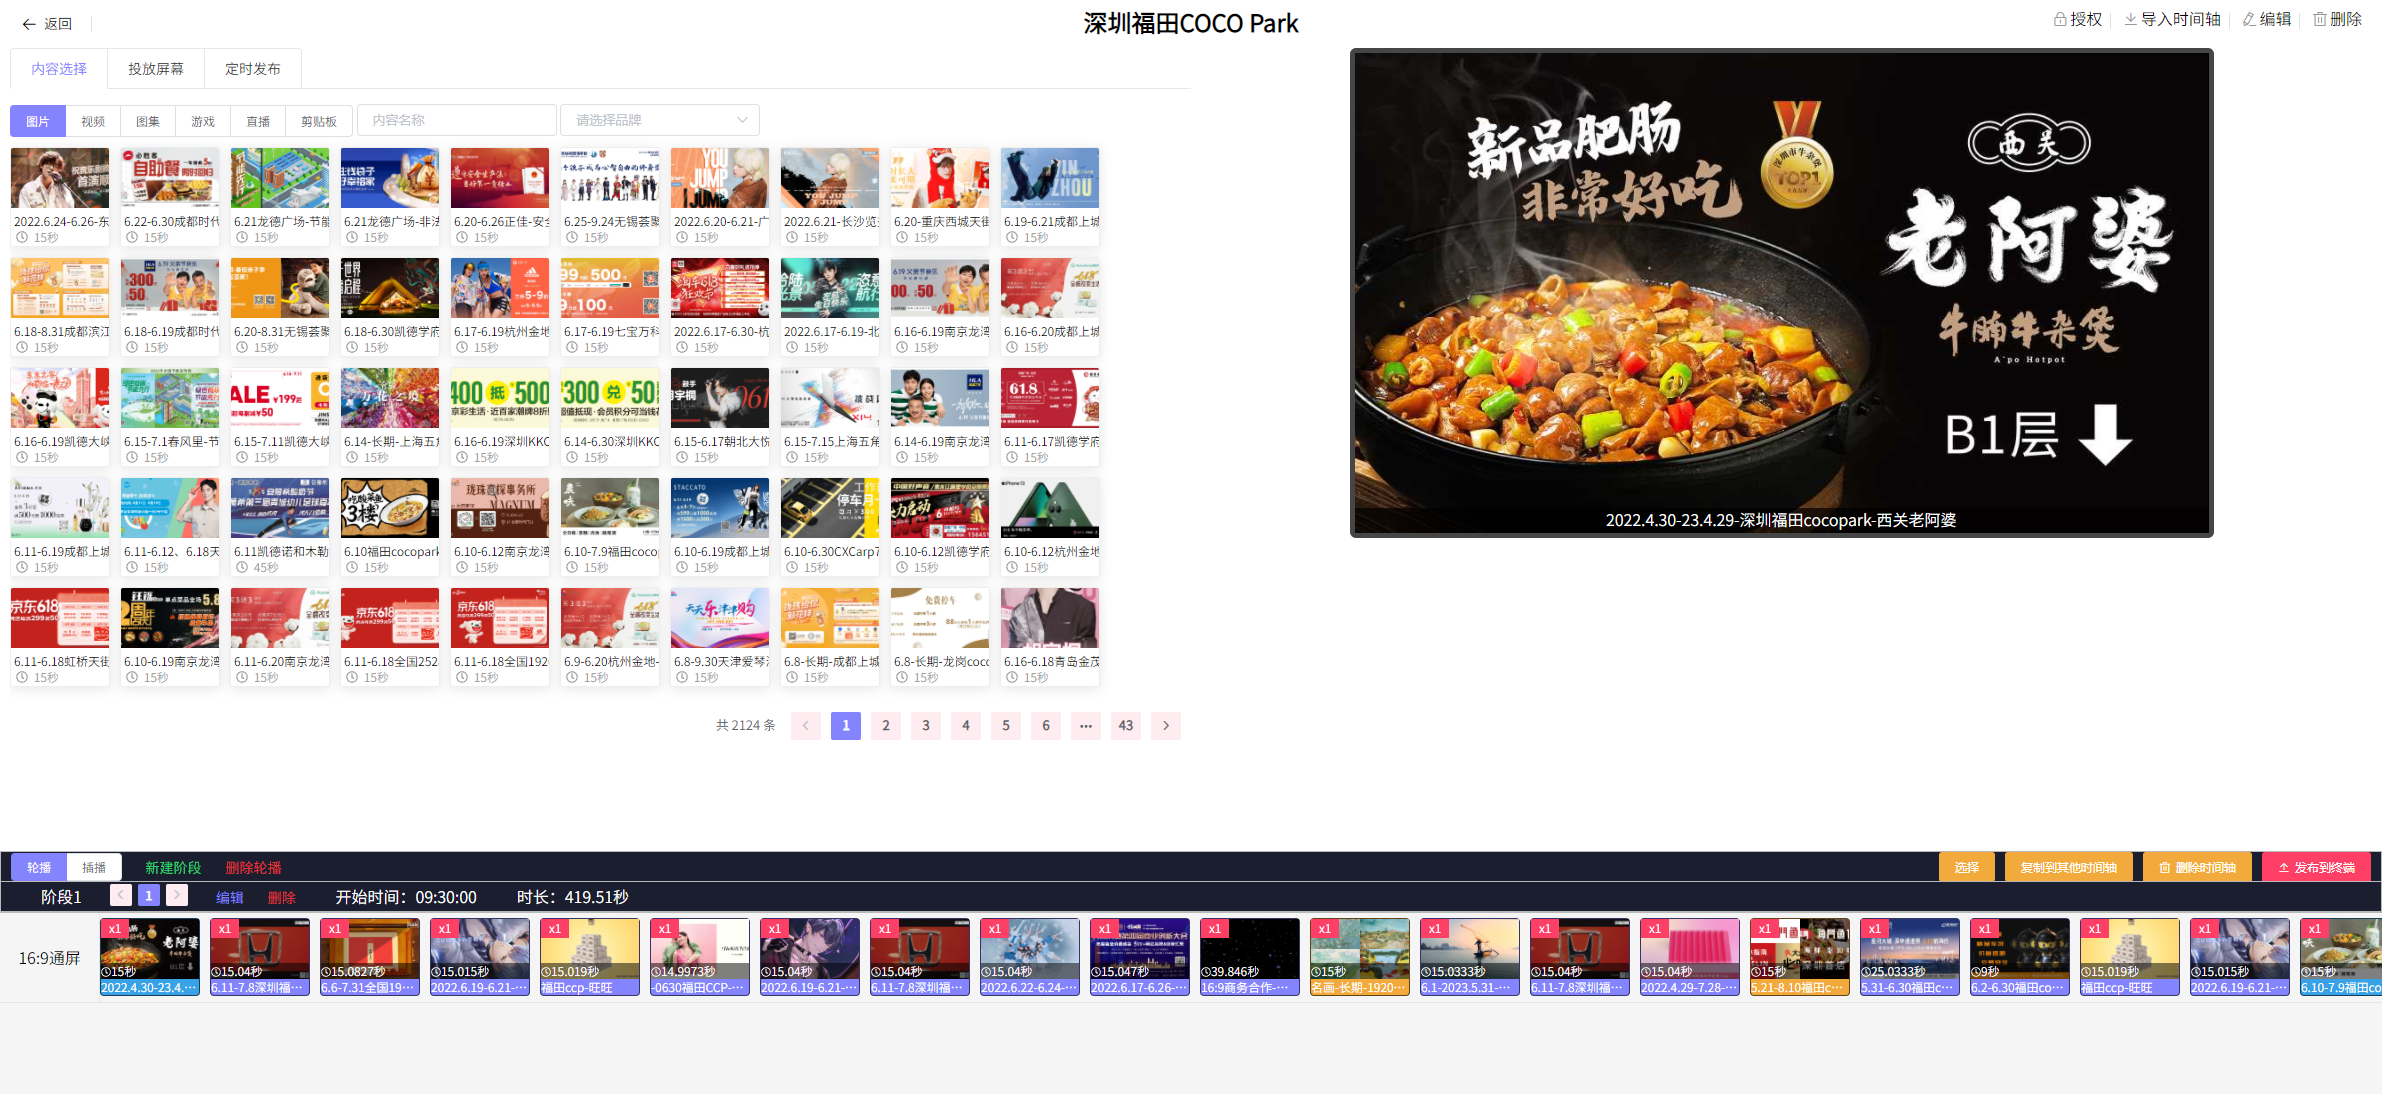 返回
深圳福田COCO Park
授权
导入时间轴
编辑
删除
内容选择
投放屏幕
定时发布
图片
视频
图集
游戏
直播
剪贴板
内容名称
请选择品牌
2022.6.24-6.26-东
6.22-6.30成都时代
6.21龙德广场-节能
6.21龙德广场-非法
6.20-6.26正佳-安全
6.25-9.24无锡荟聚
2022.6.20-6.21-广
2022.6.21-长沙览
6.20-重庆西城天街
6.19-6.21成都上城
15秒 15秒 15秒 15秒 15秒 15秒 15秒 15秒 15秒 15秒
6.18-8.31成都滨江
6.18-6.19成都时代
6.20-8.31无锡荟聚
6.18-6.30凯德学府
6.17-6.19杭州金地
6.17-6.19七宝万科
2022.6.17-6.30-杭
2022.6.17-6.19-北
6.16-6.19南京龙湾
6.16-6.20成都上城
15秒 15秒 15秒 15秒 15秒 15秒 15秒 15秒 15秒 15秒
6.16-6.19凯德大峡
6.15-7.1春风里-节
6.15-7.11凯德大峡
6.14-长期-上海五角
6.16-6.19深圳KKC
6.14-6.30深圳KKC
6.15-6.17朝北大悦
6.15-7.15上海五角
6.14-6.19南京龙湾
6.11-6.17凯德学府
15秒 15秒 15秒 15秒 15秒 15秒 15秒 15秒 15秒 15秒
6.11-6.19成都上城
6.11-6.12、6.18天
6.11凯德诺和木勒
6.10福田cocopark
6.10-6.12南京龙湾
6.10-7.9福田coco
6.10-6.19成都上城
6.10-6.30CXCarp7
6.10-6.12凯德学府
6.10-6.12杭州金地
15秒 15秒 45秒 15秒 15秒 15秒 15秒 15秒 15秒 15秒
6.11-6.18虹桥天街
6.10-6.19南京龙湾
6.11-6.20南京龙湾
6.11-6.18全国252
6.11-6.18全国192
6.9-6.20杭州金地-
6.8-9.30天津爱琴
6.8-长期-成都上城
6.8-长期-龙岗coco
6.16-6.18青岛金茂
15秒 15秒 15秒 15秒 15秒 15秒 15秒 15秒 15秒 15秒
共 2124 条
1 2 3 4 5 6 ••• 43
新品肥肠
非常好吃
深圳市牛杂煲
TOP1
西关
老阿婆
牛腩牛杂煲
A`po Hotpot
B1层
2022.4.30-23.4.29-深圳福田cocopark-西关老阿婆
轮播
插播
新建阶段
删除轮播
选择
复制到其他时间轴
删除时间轴
发布到终端
阶段1
1
编辑
删除
开始时间：09:30:00
时长：419.51秒
16:9通屏
x1 15秒 2022.4.30-23.4.…
x1 15.04秒 6.11-7.8深圳福…
x1 15.0827秒 6.6-7.31全国19…
x1 15.015秒 2022.6.19-6.21-…
x1 15.019秒 福田ccp-旺旺
x1 14.9973秒 -0630福田CCP-…
x1 15.04秒 2022.6.19-6.21-…
x1 15.04秒 6.11-7.8深圳福…
x1 15.04秒 2022.6.22-6.24-…
x1 15.047秒 2022.6.17-6.26-…
x1 39.846秒 16:9商务合作-…
x1 15秒 名画-长期-1920…
x1 15.0333秒 6.1-2023.5.31-…
x1 15.04秒 6.11-7.8深圳福…
x1 15.04秒 2022.4.29-7.28-…
x1 15秒 5.21-8.10福田c…
x1 25.0333秒 5.31-6.30福田c…
x1 9秒 6.2-6.30福田co…
x1 15.019秒 福田ccp-旺旺
x1 15.015秒 2022.6.19-6.21-…
x1 15秒 6.10-7.9福田co